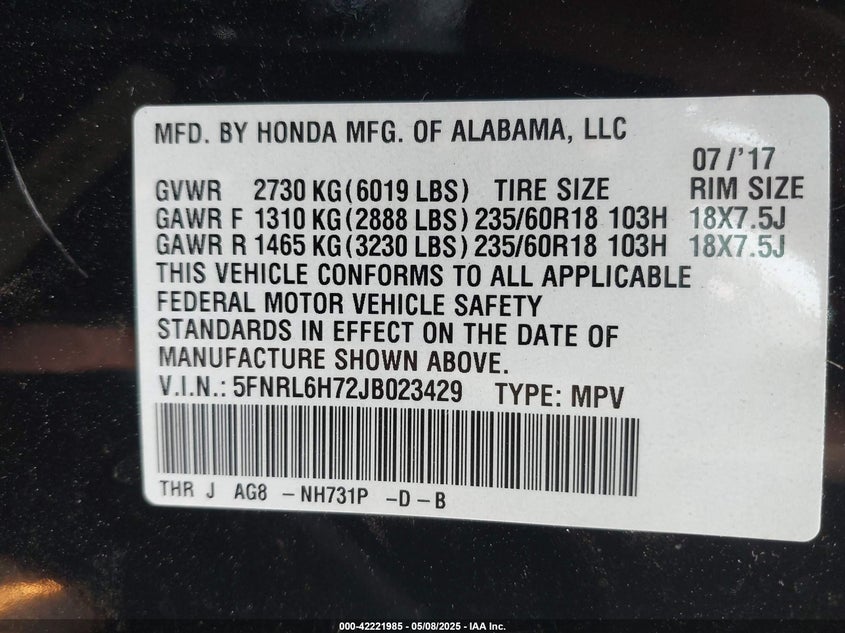 MFD. BY HONDA MFG. OF ALABAMA, LLC
07/'17
GVWR 2730 KG(6019 LBS) TIRE SIZE RIM SIZE
GAWR F 1310 KG(2888 LBS) 235/60R18 103H 18X7.5J
GAWR R 1465 KG(3230 LBS) 235/60R18 103H 18X7.5J
THIS VEHICLE CONFORMS TO ALL APPLICABLE
FEDERAL MOTOR VEHICLE SAFETY
STANDARDS IN EFFECT ON THE DATE OF
MANUFACTURE SHOWN ABOVE.
V.I.N.: 5FNRL6H72JB023429 TYPE: MPV
THR J AG8 -NH731P -D-B
000-42221985 - 05/08/2025 - IAA Inc.